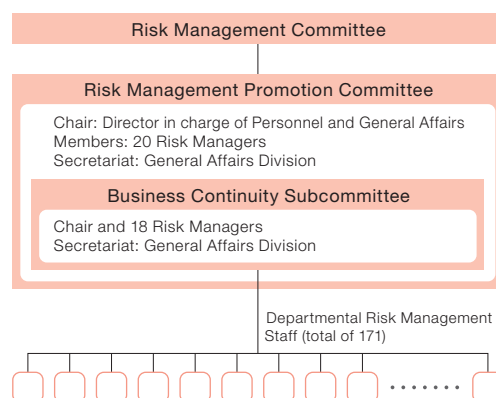 Risk Management Committee
Risk Management Promotion Committee
Chair: Director in charge of Personnel and General Affairs
Members: 20 Risk Managers
Secretariat: General Affairs Division
Business Continuity Subcommittee
Chair and 18 Risk Managers
Secretariat: General Affairs Division
Departmental Risk Management
Staff (total of 171)